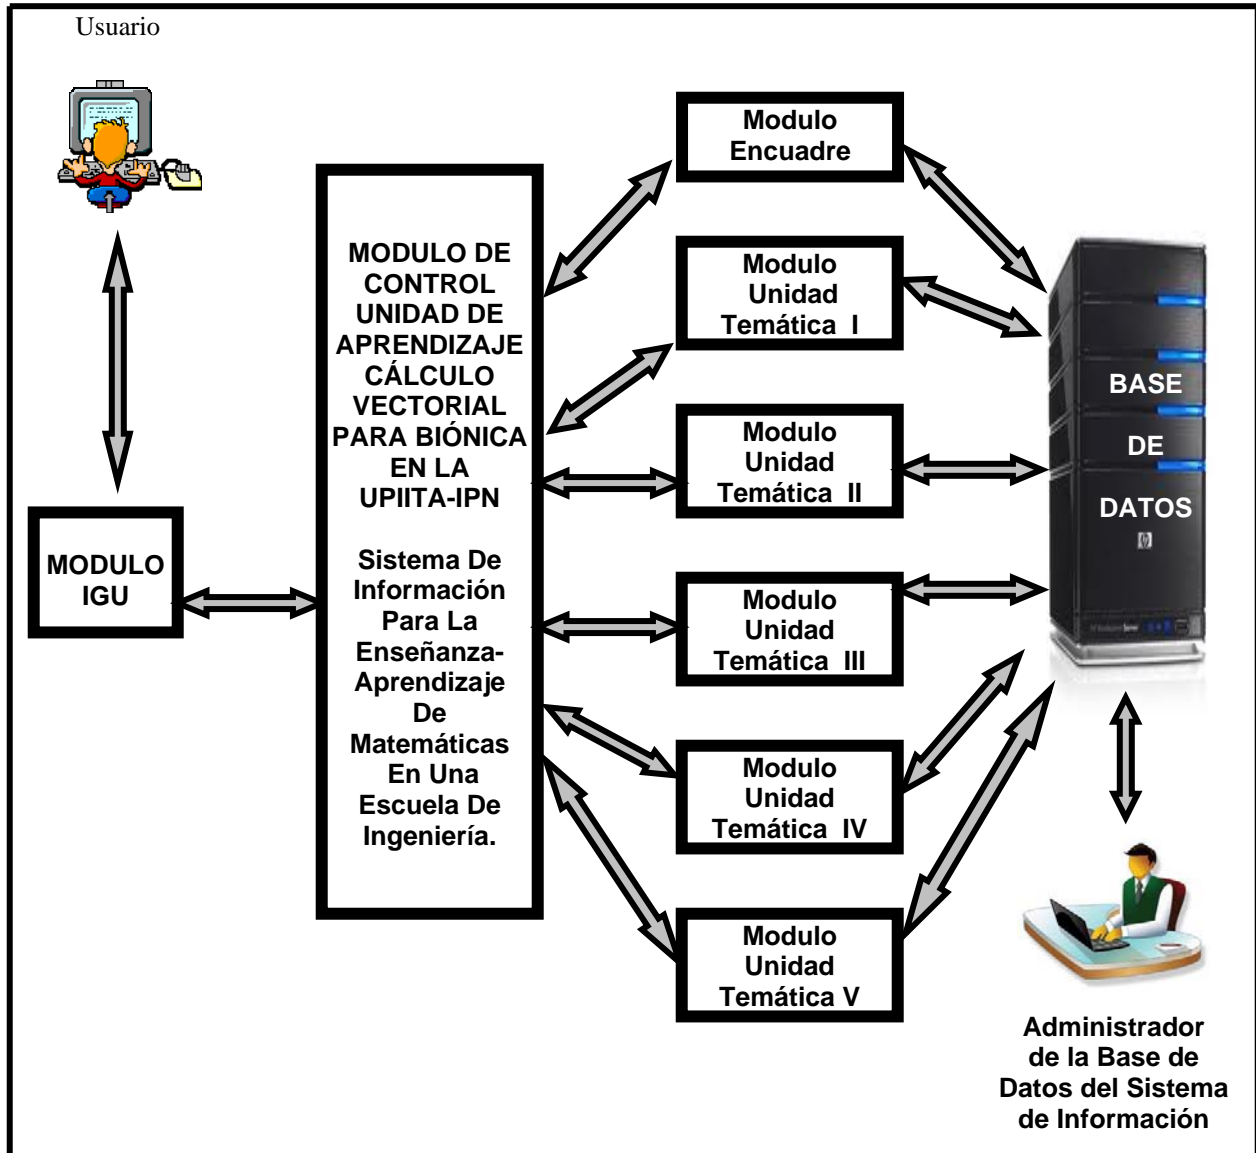 Usuario
MODULO
IGU
MODULO DE
CONTROL
UNIDAD DE
APRENDIZAJE
CÁLCULO
VECTORIAL
PARA BIÓNICA
EN LA
UPIITA-IPN
Sistema De
Información
Para La
Enseñanza-
Aprendizaje
De
Matemáticas
En Una
Escuela De
Ingeniería.
Modulo
Encuadre
Modulo
Unidad
Temática I
Modulo
Unidad
Temática II
Modulo
Unidad
Temática III
Modulo
Unidad
Temática IV
Modulo
Unidad
Temática V
BASE
DE
DATOS
hp
Administrador
de la Base de
Datos del Sistema
de Información